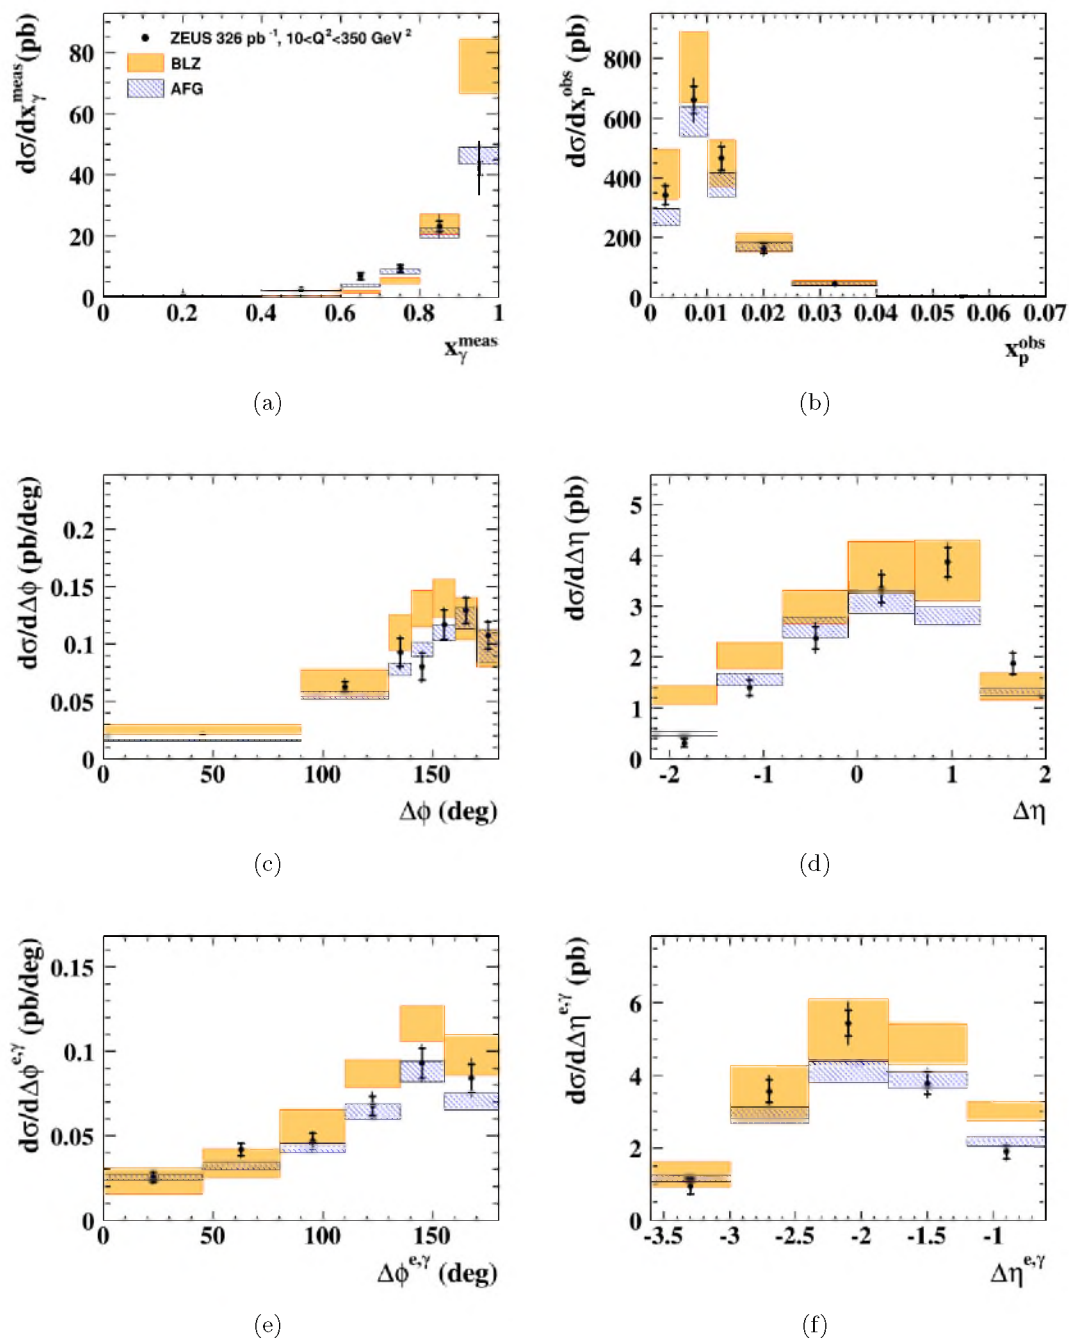 dσ/dx_γ^meas (pb)
80
60
40
20
0
ZEUS 326 pb⁻¹, 10<Q²<350 GeV²
BLZ
AFG
0 0.2 0.4 0.6 0.8 1
x_γ^meas
(a)
dσ/dx_p^obs (pb)
800
600
400
200
0
0 0.01 0.02 0.03 0.04 0.05 0.06 0.07
x_p^obs
(b)
dσ/dΔϕ (pb/deg)
0.2
0.15
0.1
0.05
0
0 50 100 150
Δϕ (deg)
(c)
dσ/dΔη (pb)
5
4
3
2
1
0
-2 -1 0 1 2
Δη
(d)
dσ/dΔϕ^e,γ (pb/deg)
0.15
0.1
0.05
0
0 50 100 150
Δϕ^e,γ (deg)
(e)
dσ/dΔη^e,γ (pb)
6
4
2
0
-3.5 -3 -2.5 -2 -1.5 -1
Δη^e,γ
(f)